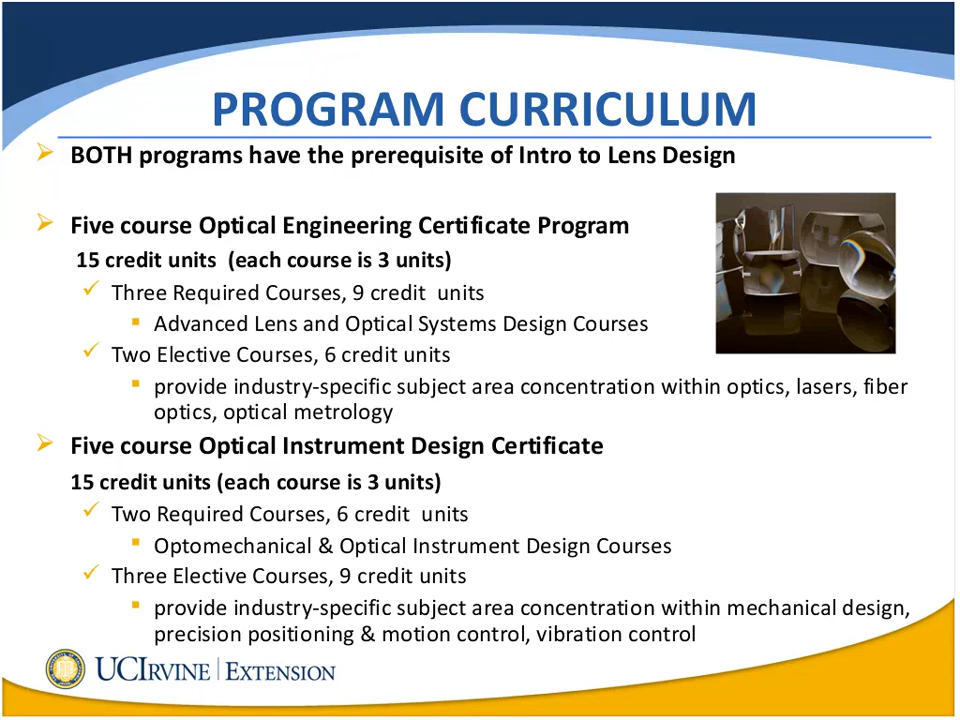 PROGRAM CURRICULUM
BOTH programs have the prerequisite of Intro to Lens Design
Five course Optical Engineering Certificate Program
15 credit units (each course is 3 units)
Three Required Courses, 9 credit units
Advanced Lens and Optical Systems Design Courses
Two Elective Courses, 6 credit units
provide industry-specific subject area concentration within optics, lasers, fiber
optics, optical metrology
Five course Optical Instrument Design Certificate
15 credit units (each course is 3 units)
Two Required Courses, 6 credit units
Optomechanical & Optical Instrument Design Courses
Three Elective Courses, 9 credit units
provide industry-specific subject area concentration within mechanical design,
precision positioning & motion control, vibration control
UCIRVINE | EXTENSION